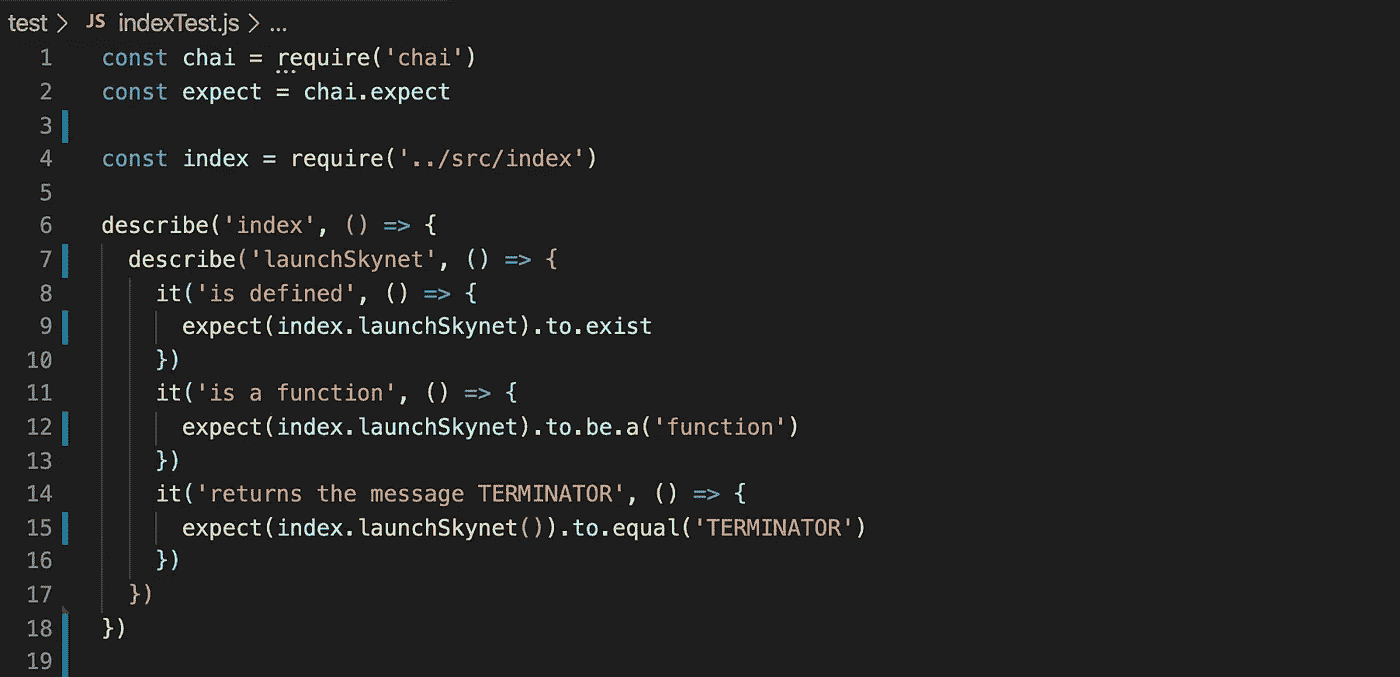 test > JS indexTest.js > ...
1 const chai = require('chai')
2 const expect = chai.expect
3
4 const index = require('../src/index')
5
6 describe('index', () => {
7   describe('launchSkynet', () => {
8     it('is defined', () => {
9       expect(index.launchSkynet).to.exist
10     })
11     it('is a function', () => {
12       expect(index.launchSkynet).to.be.a('function')
13     })
14     it('returns the message TERMINATOR', () => {
15       expect(index.launchSkynet()).to.equal('TERMINATOR')
16     })
17   })
18 })
19